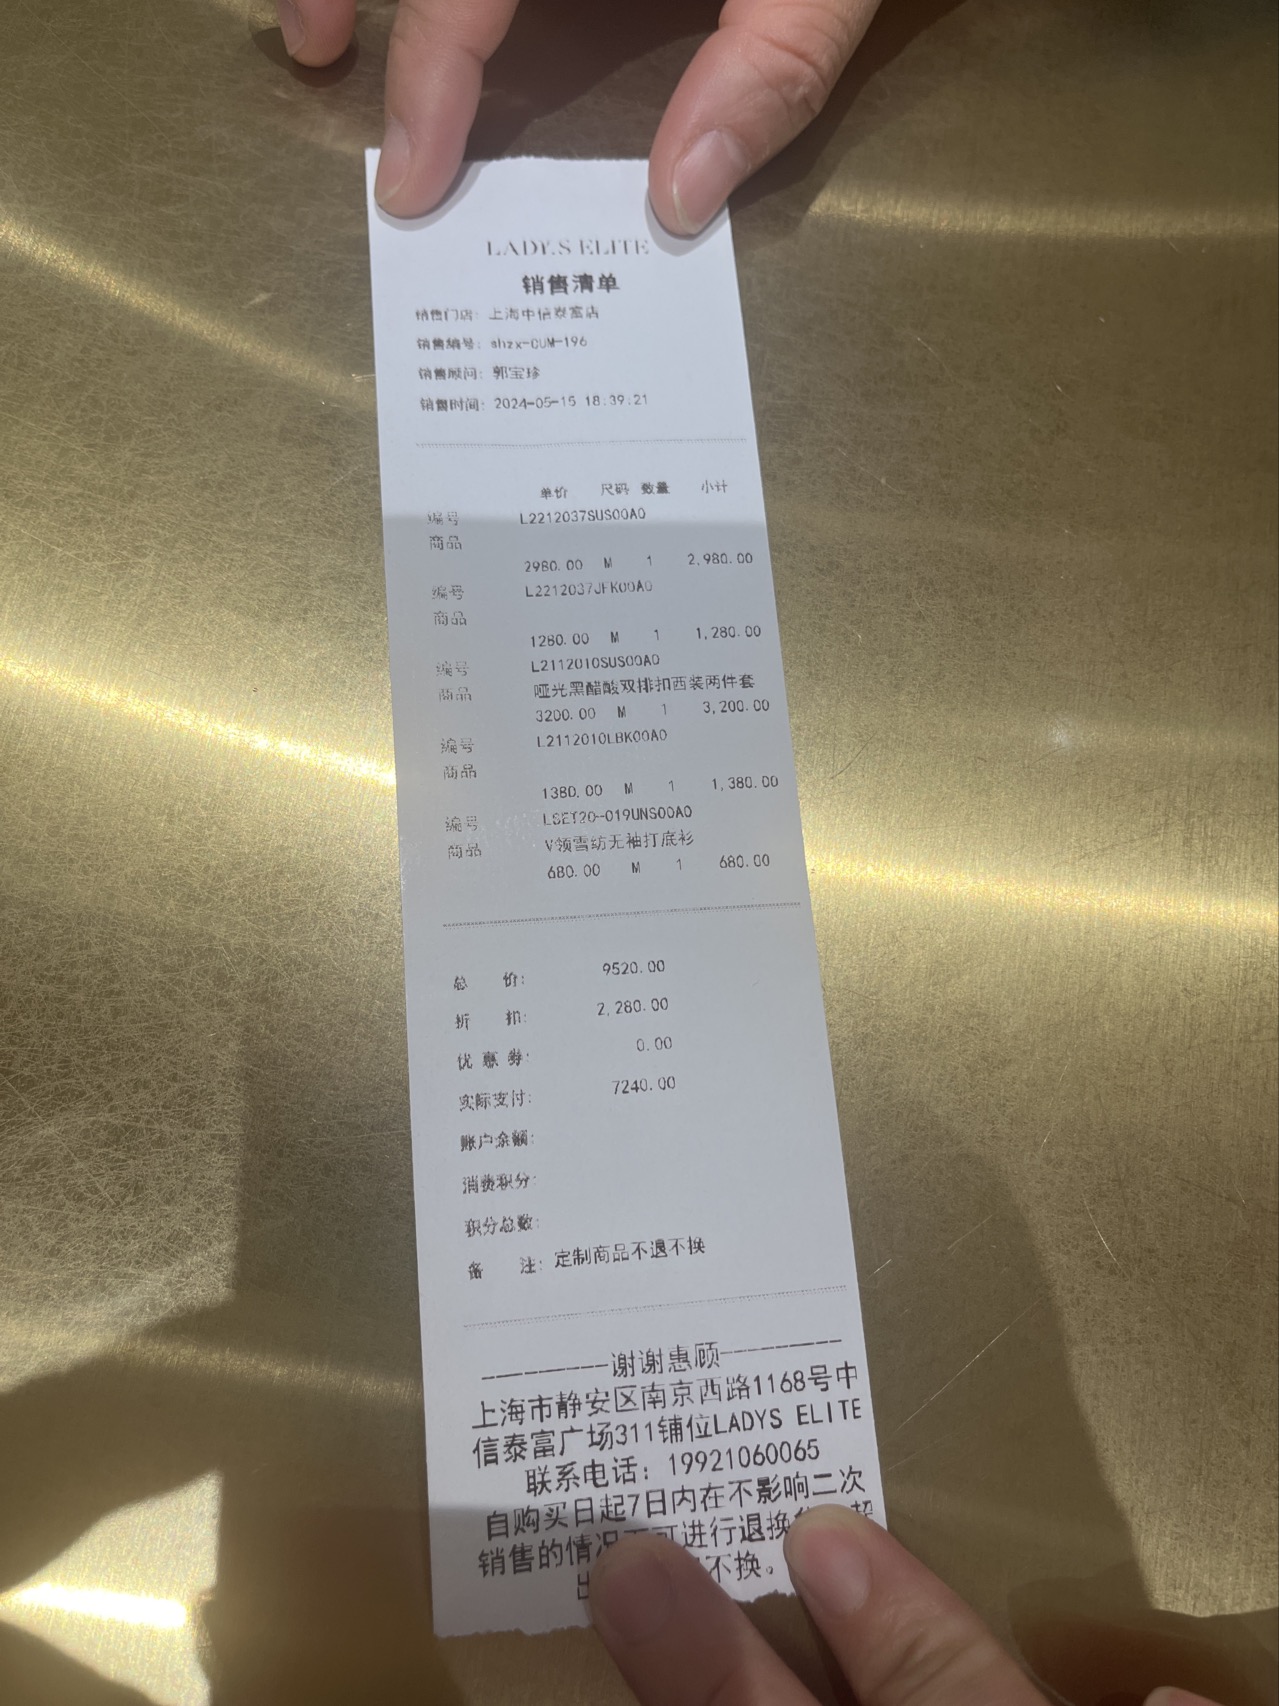 LADY.S ELITE
销售清单
销售门店: 上海中信泰富店
销售编号: shzx-CUM-196
销售顾问: 郭宝珍
销售时间: 2024-05-15 18:39:21
单价 尺码 数量 小计
编号 L2212037SUS00A0
商品
2980.00 M 1 2,980.00
编号 L2212037JFK00A0
商品
1280.00 M 1 1,280.00
编号 L2112010SUS00A0
商品 哑光黑醋酸双排扣西装两件套
3200.00 M 1 3,200.00
编号 L2112010LBK00A0
商品
1380.00 M 1 1,380.00
编号 LSET20-019UNS00A0
商品 V领雪纺无袖打底衫
680.00 M 1 680.00
总 价: 9520.00
折 扣: 2,280.00
优惠券: 0.00
实际支付: 7240.00
账户余额:
消费积分:
积分总数:
备 注: 定制商品不退不换
--------谢谢惠顾--------
上海市静安区南京西路1168号中
信泰富广场311铺位LADYS ELITE
联系电话: 19921060065
自购买日起7日内在不影响二次
销售的情况下可进行退换
不换。